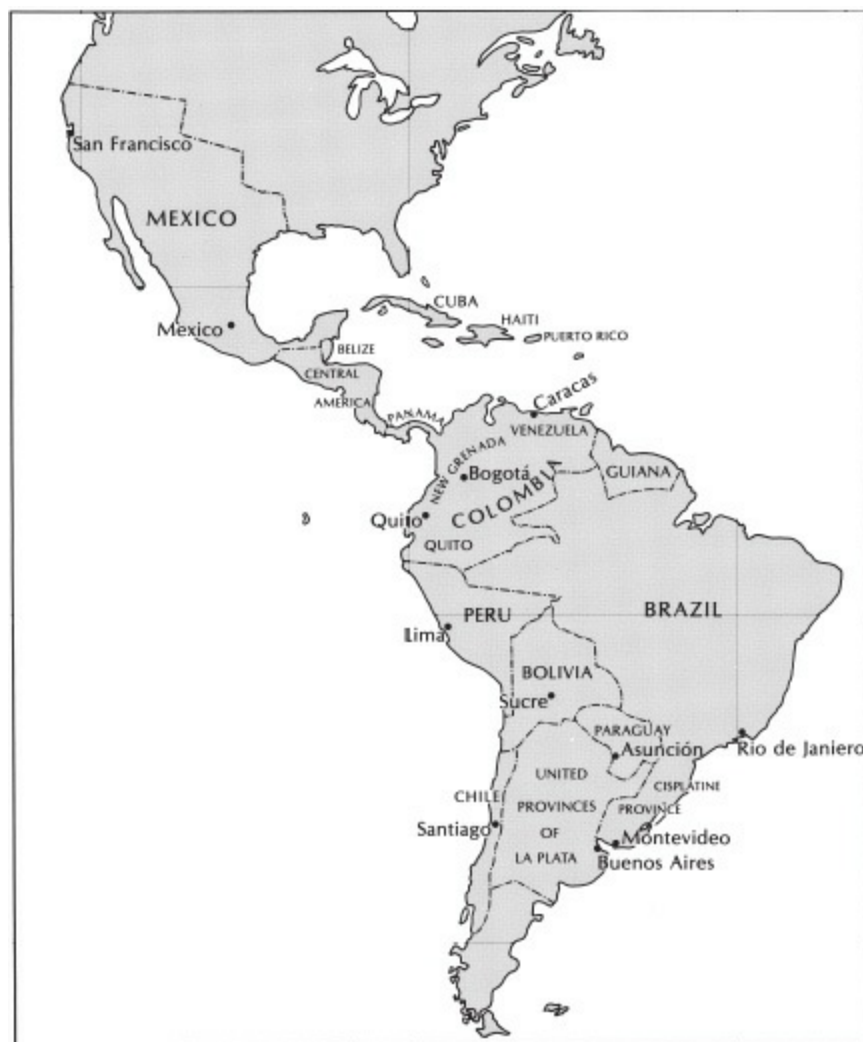 San Francisco
MEXICO
Mexico
CUBA
HAITI
PUERTO RICO
BELIZE
CENTRAL
AMERICA
PANAMA
Caracas
VENEZUELA
NEW GRENADA
GUIANA
Bogotá
COLOMBIA
Quito
QUITO
PERU
BRAZIL
Lima
BOLIVIA
Sucre
PARAGUAY
Asunción
Rio de Janiero
UNITED
PROVINCES
OF
LA PLATA
CISPLATINE
PROVINCE
CHILE
Santiago
Montevideo
Buenos Aires